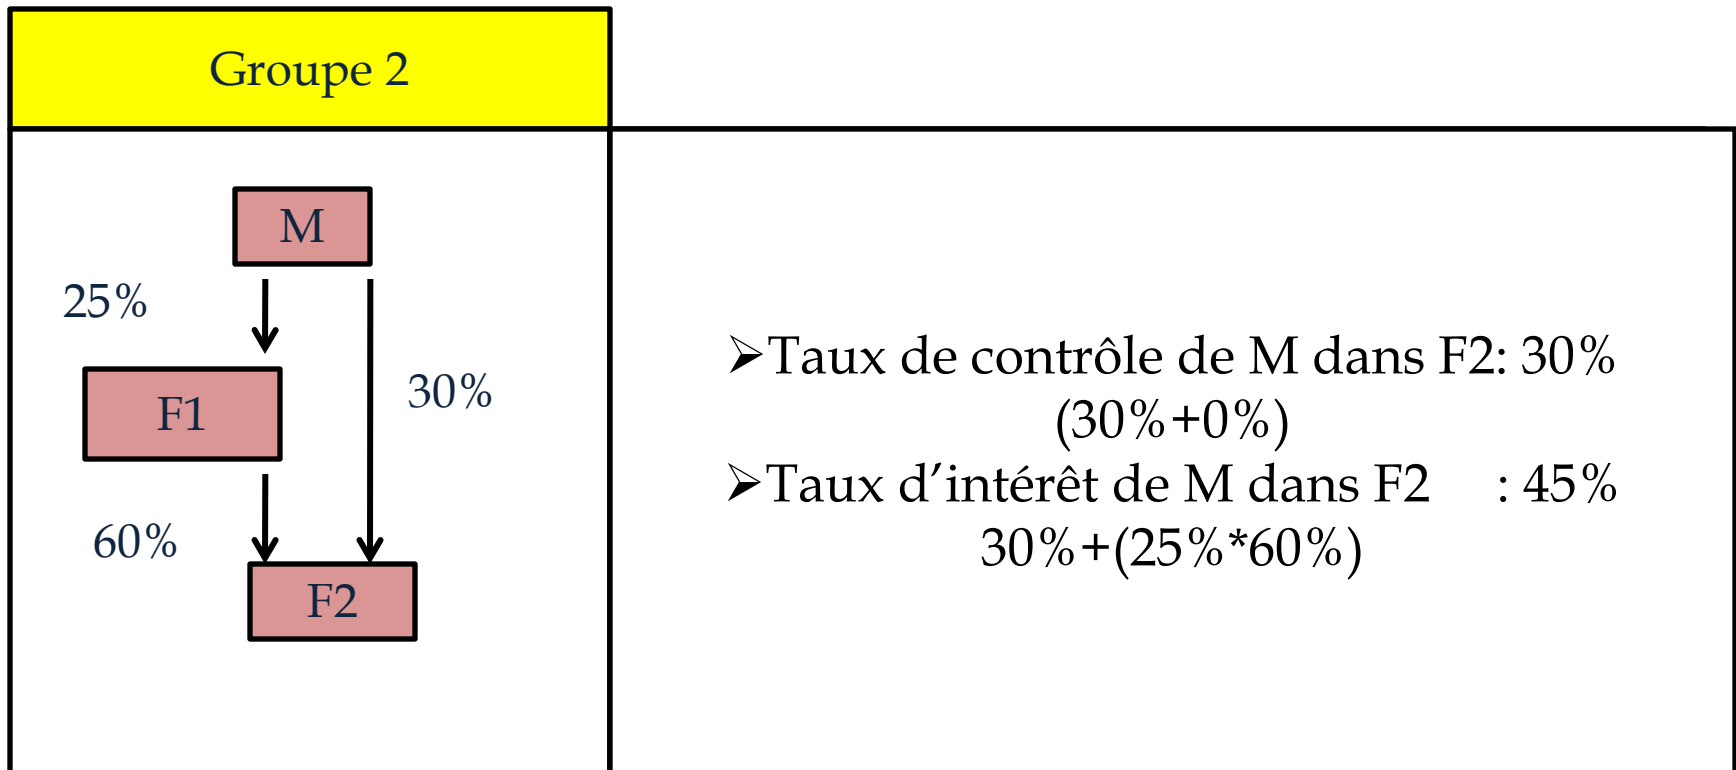 Groupe 2
M
25%
30%
F1
60%
F2
➢Taux de contrôle de M dans F2: 30%
(30%+0%)
➢Taux d’intérêt de M dans F2 : 45%
30%+(25%*60%)